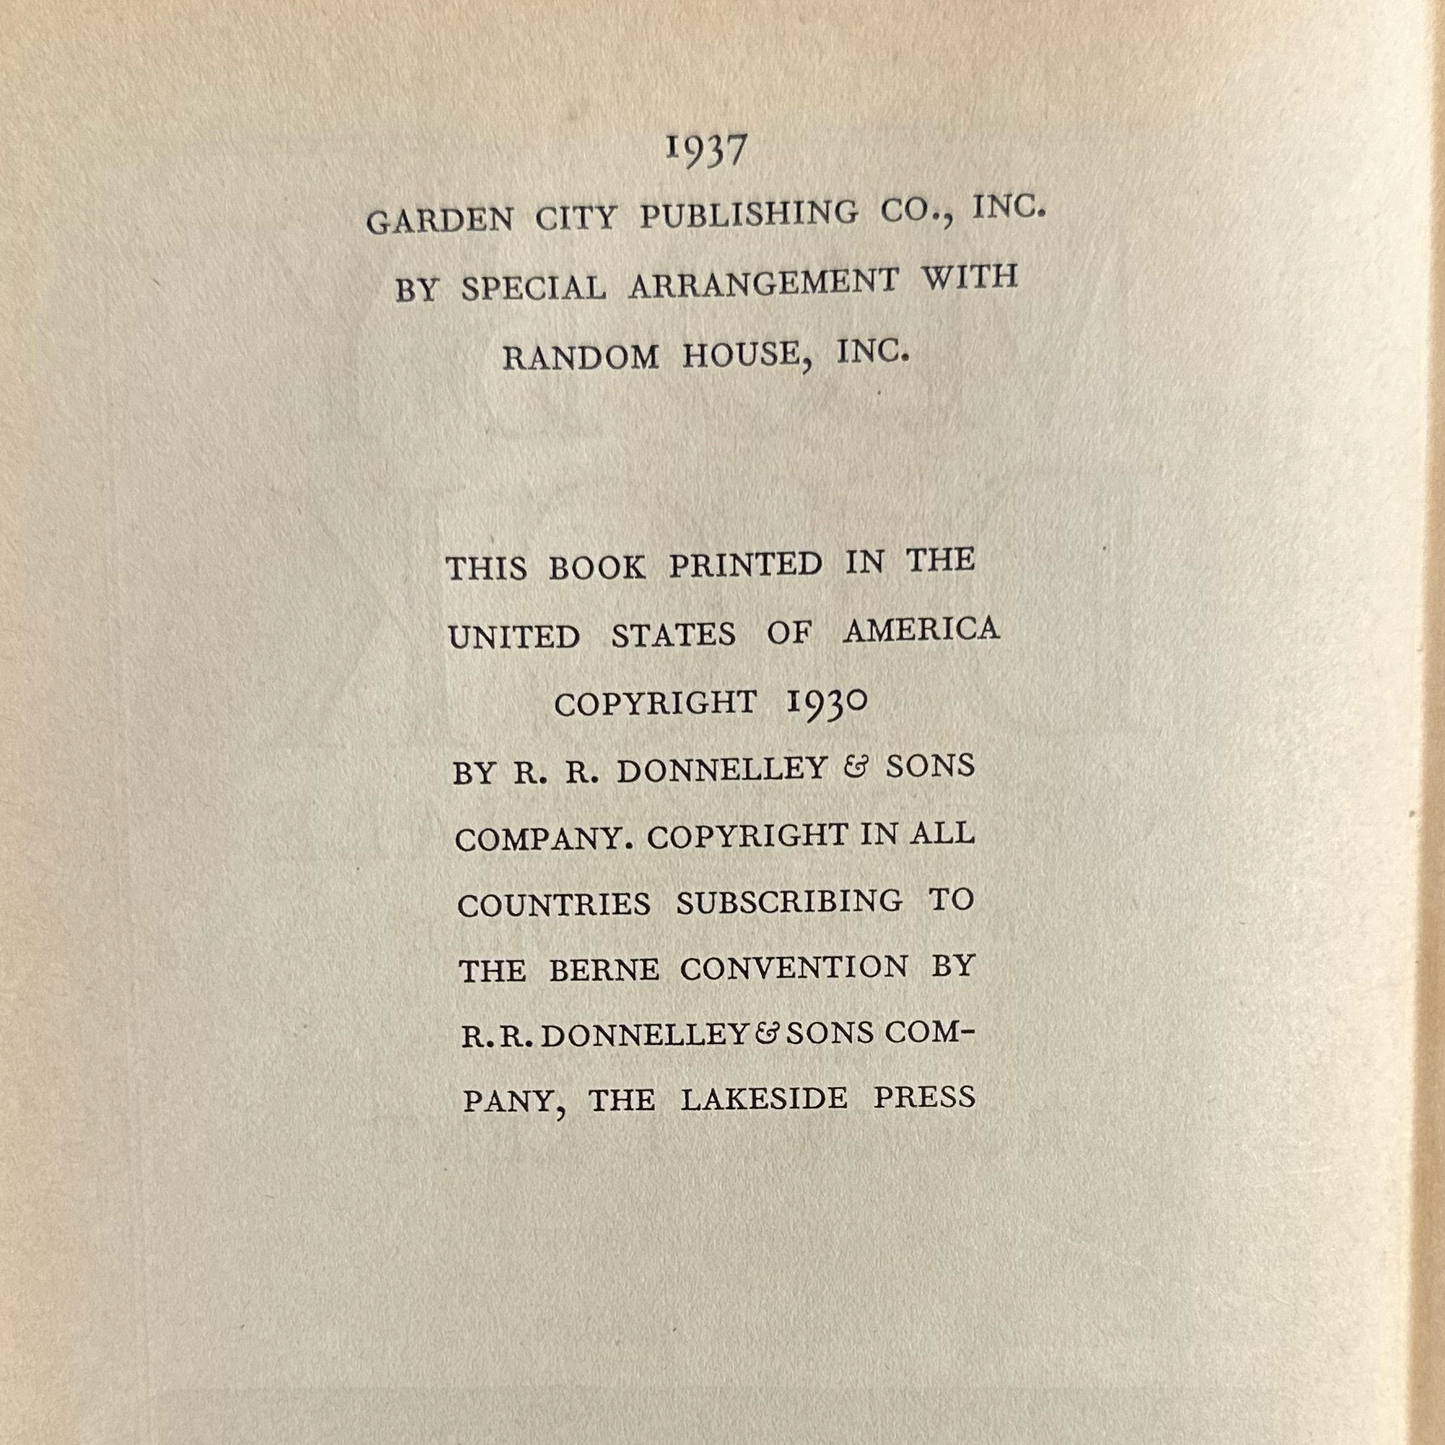 1937
GARDEN CITY PUBLISHING CO., INC.
BY SPECIAL ARRANGEMENT WITH
RANDOM HOUSE, INC.
THIS BOOK PRINTED IN THE
UNITED STATES OF AMERICA
COPYRIGHT 1930
BY R. R. DONNELLEY & SONS
COMPANY. COPYRIGHT IN ALL
COUNTRIES SUBSCRIBING TO
THE BERNE CONVENTION BY
R. R. DONNELLEY & SONS COM-
PANY, THE LAKESIDE PRESS